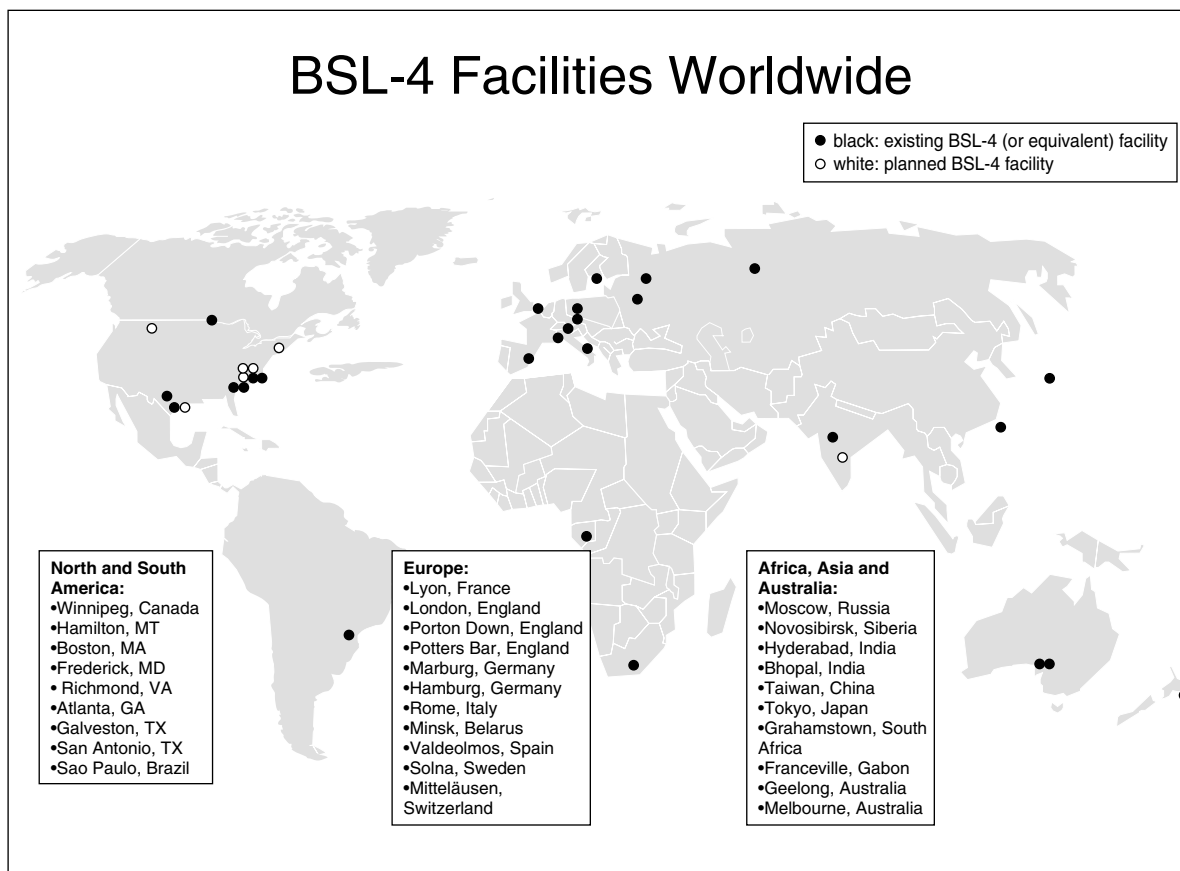 BSL-4 Facilities Worldwide
black: existing BSL-4 (or equivalent) facility
white: planned BSL-4 facility
North and South
America:
•Winnipeg, Canada
•Hamilton, MT
•Boston, MA
•Frederick, MD
• Richmond, VA
•Atlanta, GA
•Galveston, TX
•San Antonio, TX
•Sao Paulo, Brazil
Europe:
•Lyon, France
•London, England
•Porton Down, England
•Potters Bar, England
•Marburg, Germany
•Hamburg, Germany
•Rome, Italy
•Minsk, Belarus
•Valdeolmos, Spain
•Solna, Sweden
•Mitteläusen,
Switzerland
Africa, Asia and
Australia:
•Moscow, Russia
•Novosibirsk, Siberia
•Hyderabad, India
•Bhopal, India
•Taiwan, China
•Tokyo, Japan
•Grahamstown, South
Africa
•Franceville, Gabon
•Geelong, Australia
•Melbourne, Australia